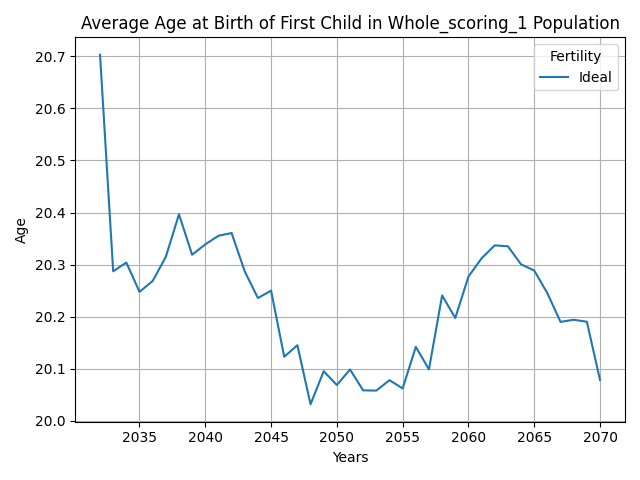 Average Age at Birth of First Child in Whole_scoring_1 Population
Fertility
Ideal
Age
20.7
20.6
20.5
20.4
20.3
20.2
20.1
20.0
2035 2040 2045 2050 2055 2060 2065 2070
Years